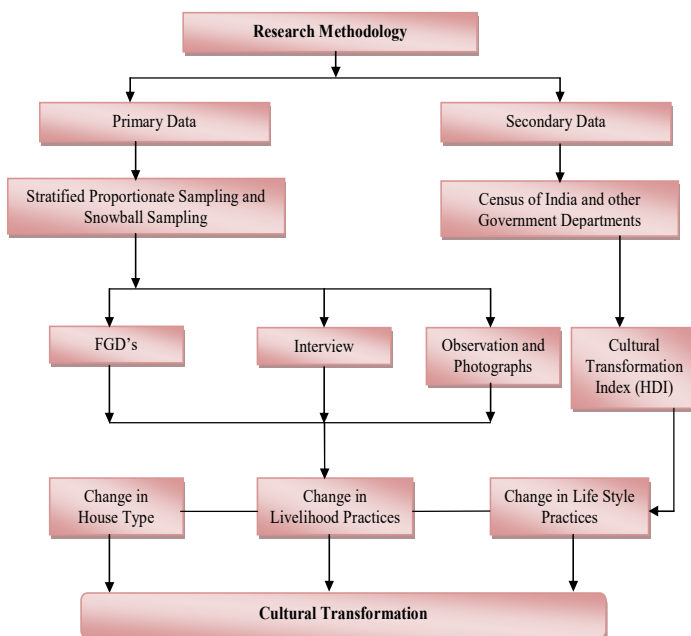 Research Methodology
Primary Data
Secondary Data
Stratified Proportionate Sampling and
Snowball Sampling
Census of India and other
Government Departments
FGD's
Interview
Observation and
Photographs
Cultural
Transformation
Index (HDI)
Change in
House Type
Change in
Livelihood Practices
Change in Life Style
Practices
Cultural Transformation